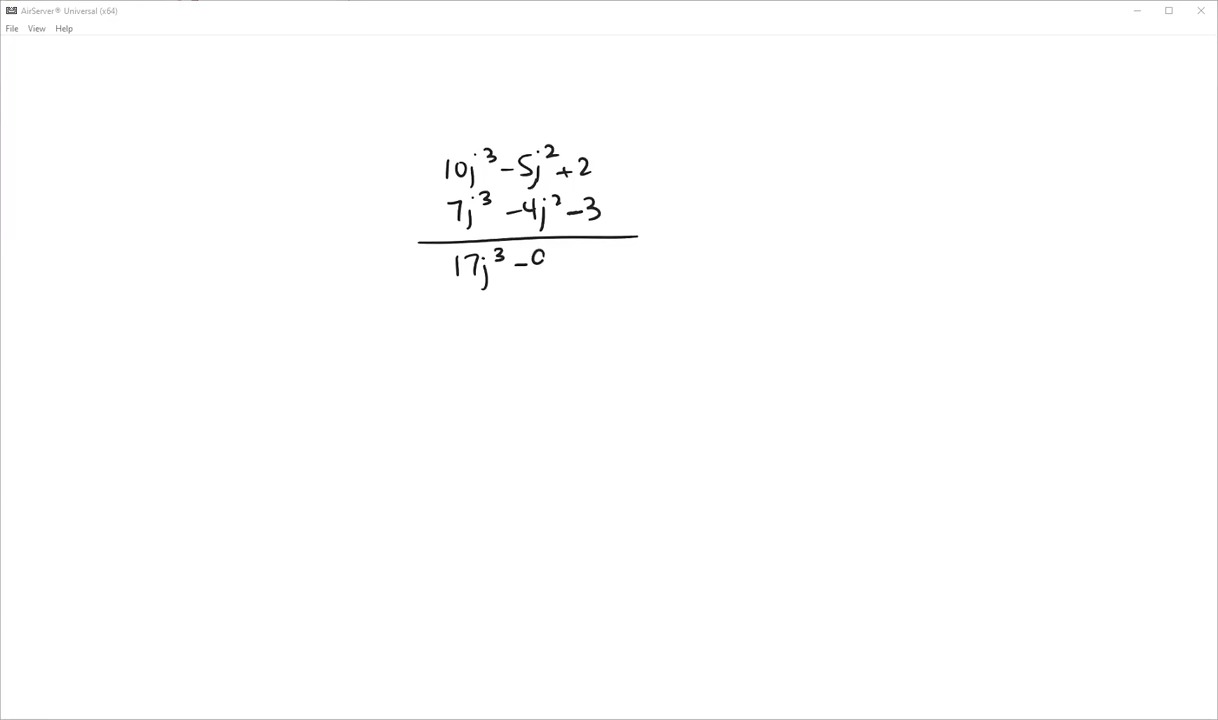 AirServer® Universal (x64)
File View Help
10j³ -5j² +2
7j³ -4j² -3
17j³ -0